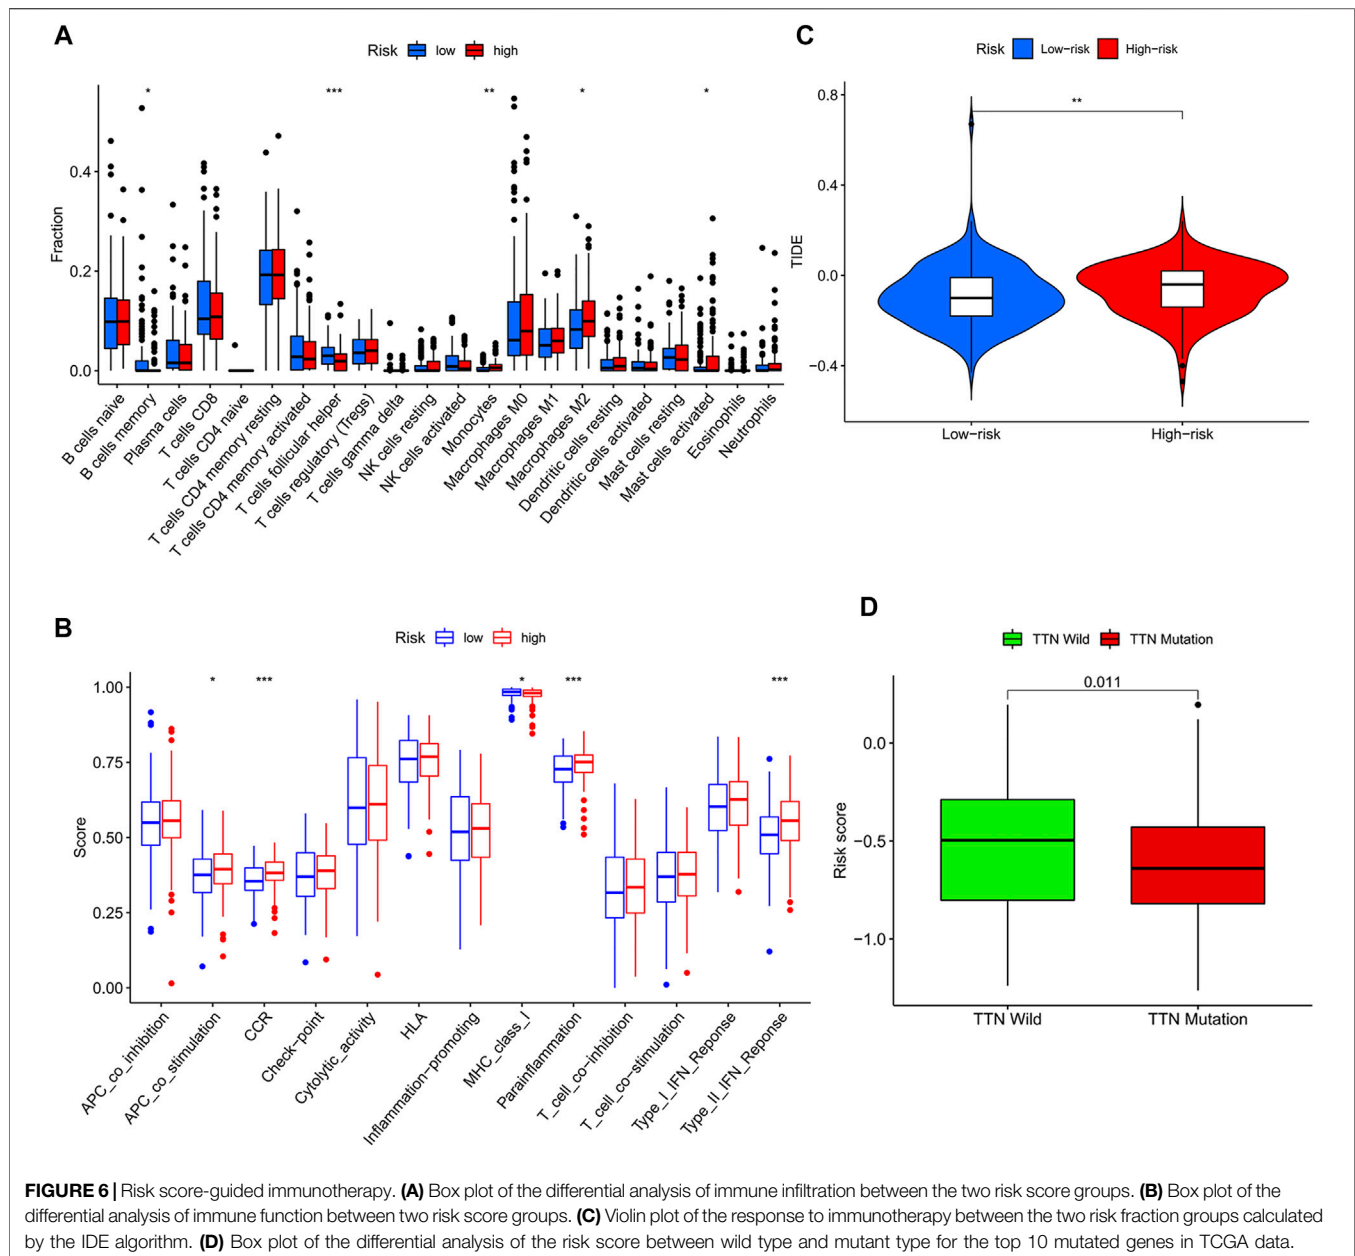 A
Risk low high
* *** ** * *
Fraction
0.4
0.2
0.0
B cells naive
B cells memory
Plasma cells
T cells CD8
T cells CD4 naive
T cells CD4 memory resting
T cells CD4 memory activated
T cells follicular helper
T cells regulatory (Tregs)
T cells gamma delta
NK cells resting
NK cells activated
Monocytes
Macrophages M0
Macrophages M1
Macrophages M2
Dendritic cells resting
Dendritic cells activated
Mast cells resting
Mast cells activated
Eosinophils
Neutrophils
C
Risk Low−risk High−risk
**
TIDE
0.8
0.4
0.0
−0.4
Low−risk High−risk
B
Risk low high
* *** * *** ***
Score
1.00
0.75
0.50
0.25
0.00
APC_co_inhibition
APC_co_stimulation
CCR
Check−point
Cytolytic_activity
HLA
Inflammation−promoting
MHC_class_I
Parainflammation
T_cell_co−inhibition
T_cell_co−stimulation
Type_I_IFN_Reponse
Type_II_IFN_Reponse
D
TTN Wild TTN Mutation
0.011
Risk score
0.0
−0.5
−1.0
TTN Wild TTN Mutation
FIGURE 6 | Risk score-guided immunotherapy. (A) Box plot of the differential analysis of immune infiltration between the two risk score groups. (B) Box plot of the
differential analysis of immune function between two risk score groups. (C) Violin plot of the response to immunotherapy between the two risk fraction groups calculated
by the IDE algorithm. (D) Box plot of the differential analysis of the risk score between wild type and mutant type for the top 10 mutated genes in TCGA data.